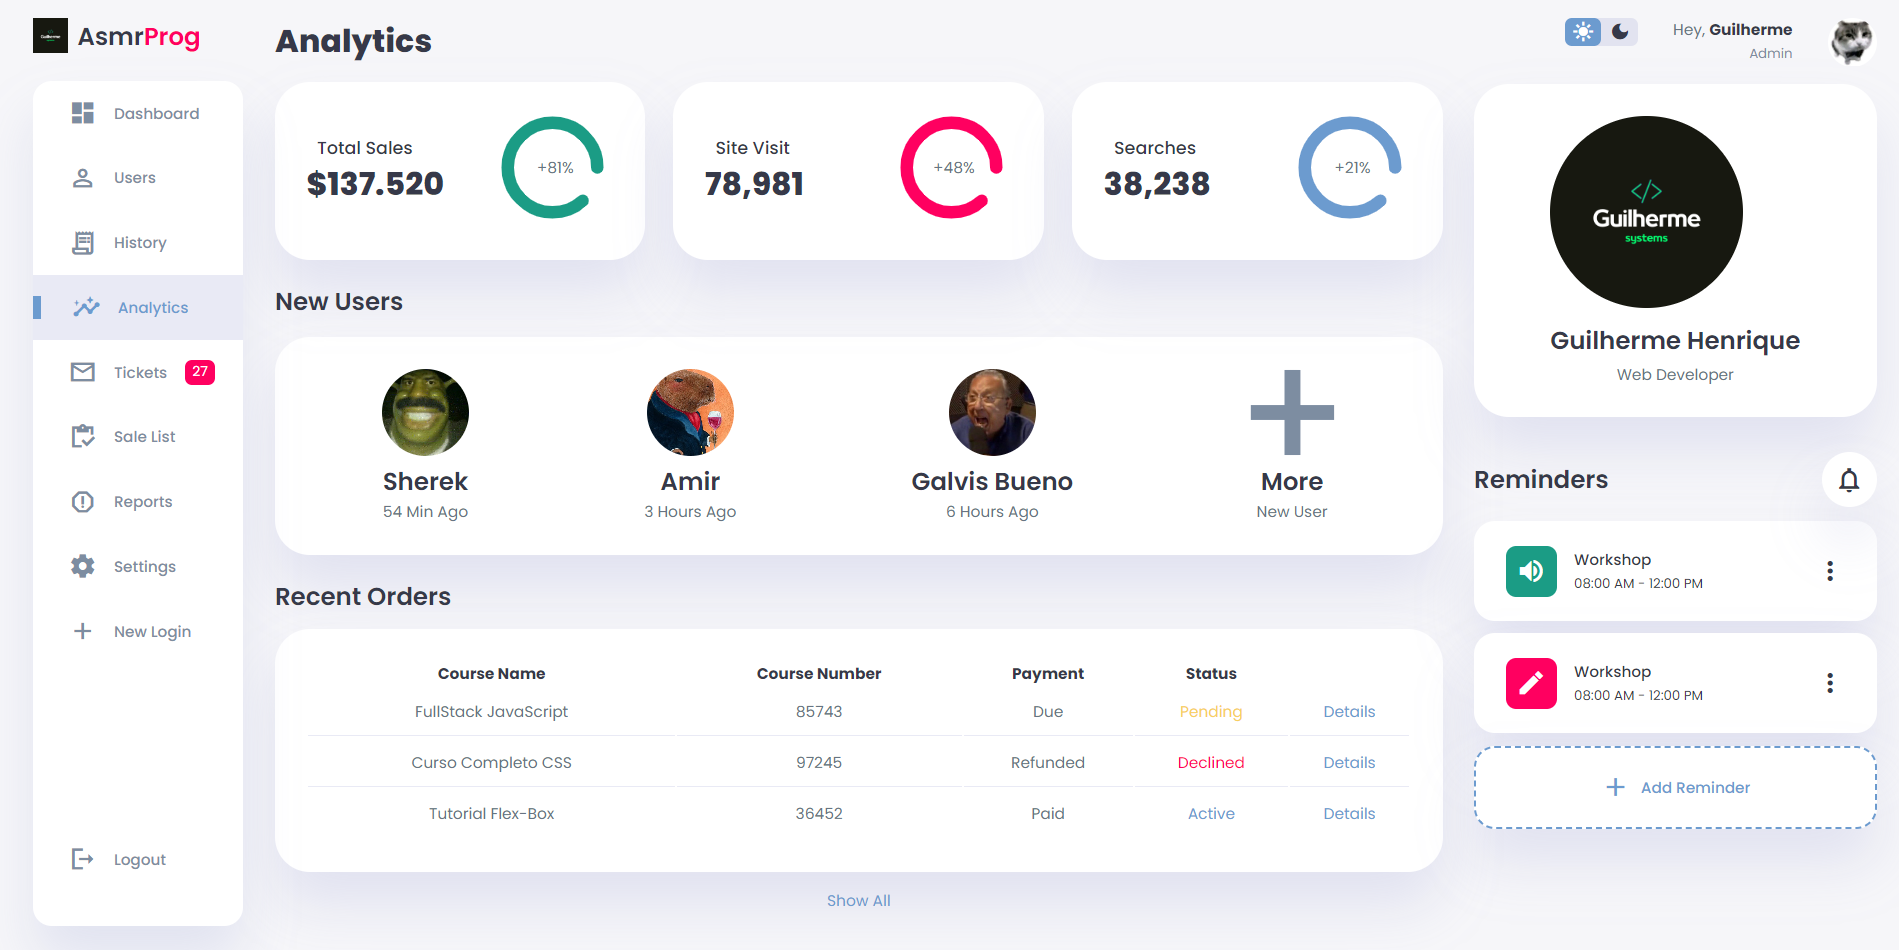 AsmrProg
Dashboard
Users
History
Analytics
Tickets 27
Sale List
Reports
Settings
New Login
Logout
Analytics
Total Sales
$137.520
+81%
Site Visit
78,981
+48%
Searches
38,238
+21%
New Users
Sherek
54 Min Ago
Amir
3 Hours Ago
Galvis Bueno
6 Hours Ago
More
New User
Recent Orders
Course Name Course Number Payment Status
FullStack JavaScript 85743 Due Pending Details
Curso Completo CSS 97245 Refunded Declined Details
Tutorial Flex-Box 36452 Paid Active Details
Show All
Hey, Guilherme
Admin
</>
Guilherme
systems
Guilherme Henrique
Web Developer
Reminders
Workshop
08:00 AM - 12:00 PM
Workshop
08:00 AM - 12:00 PM
Add Reminder